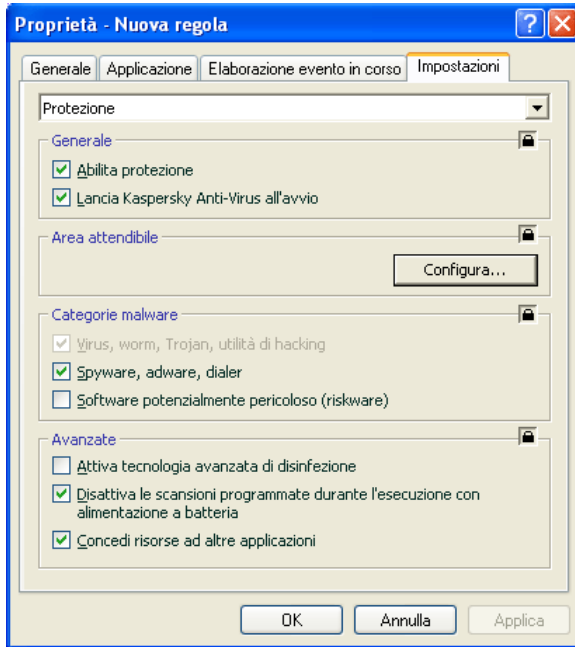 Proprietà - Nuova regola
Generale Applicazione Elaborazione evento in corso Impostazioni
Protezione
Generale
Abilita protezione
Lancia Kaspersky Anti-Virus all'avvio
Area attendibile
Configura...
Categorie malware
Virus, worm, Trojan, utilità di hacking
Spyware, adware, dialer
Software potenzialmente pericoloso (riskware)
Avanzate
Attiva tecnologia avanzata di disinfezione
Disattiva le scansioni programmate durante l'esecuzione con
alimentazione a batteria
Concedi risorse ad altre applicazioni
OK Annulla Applica